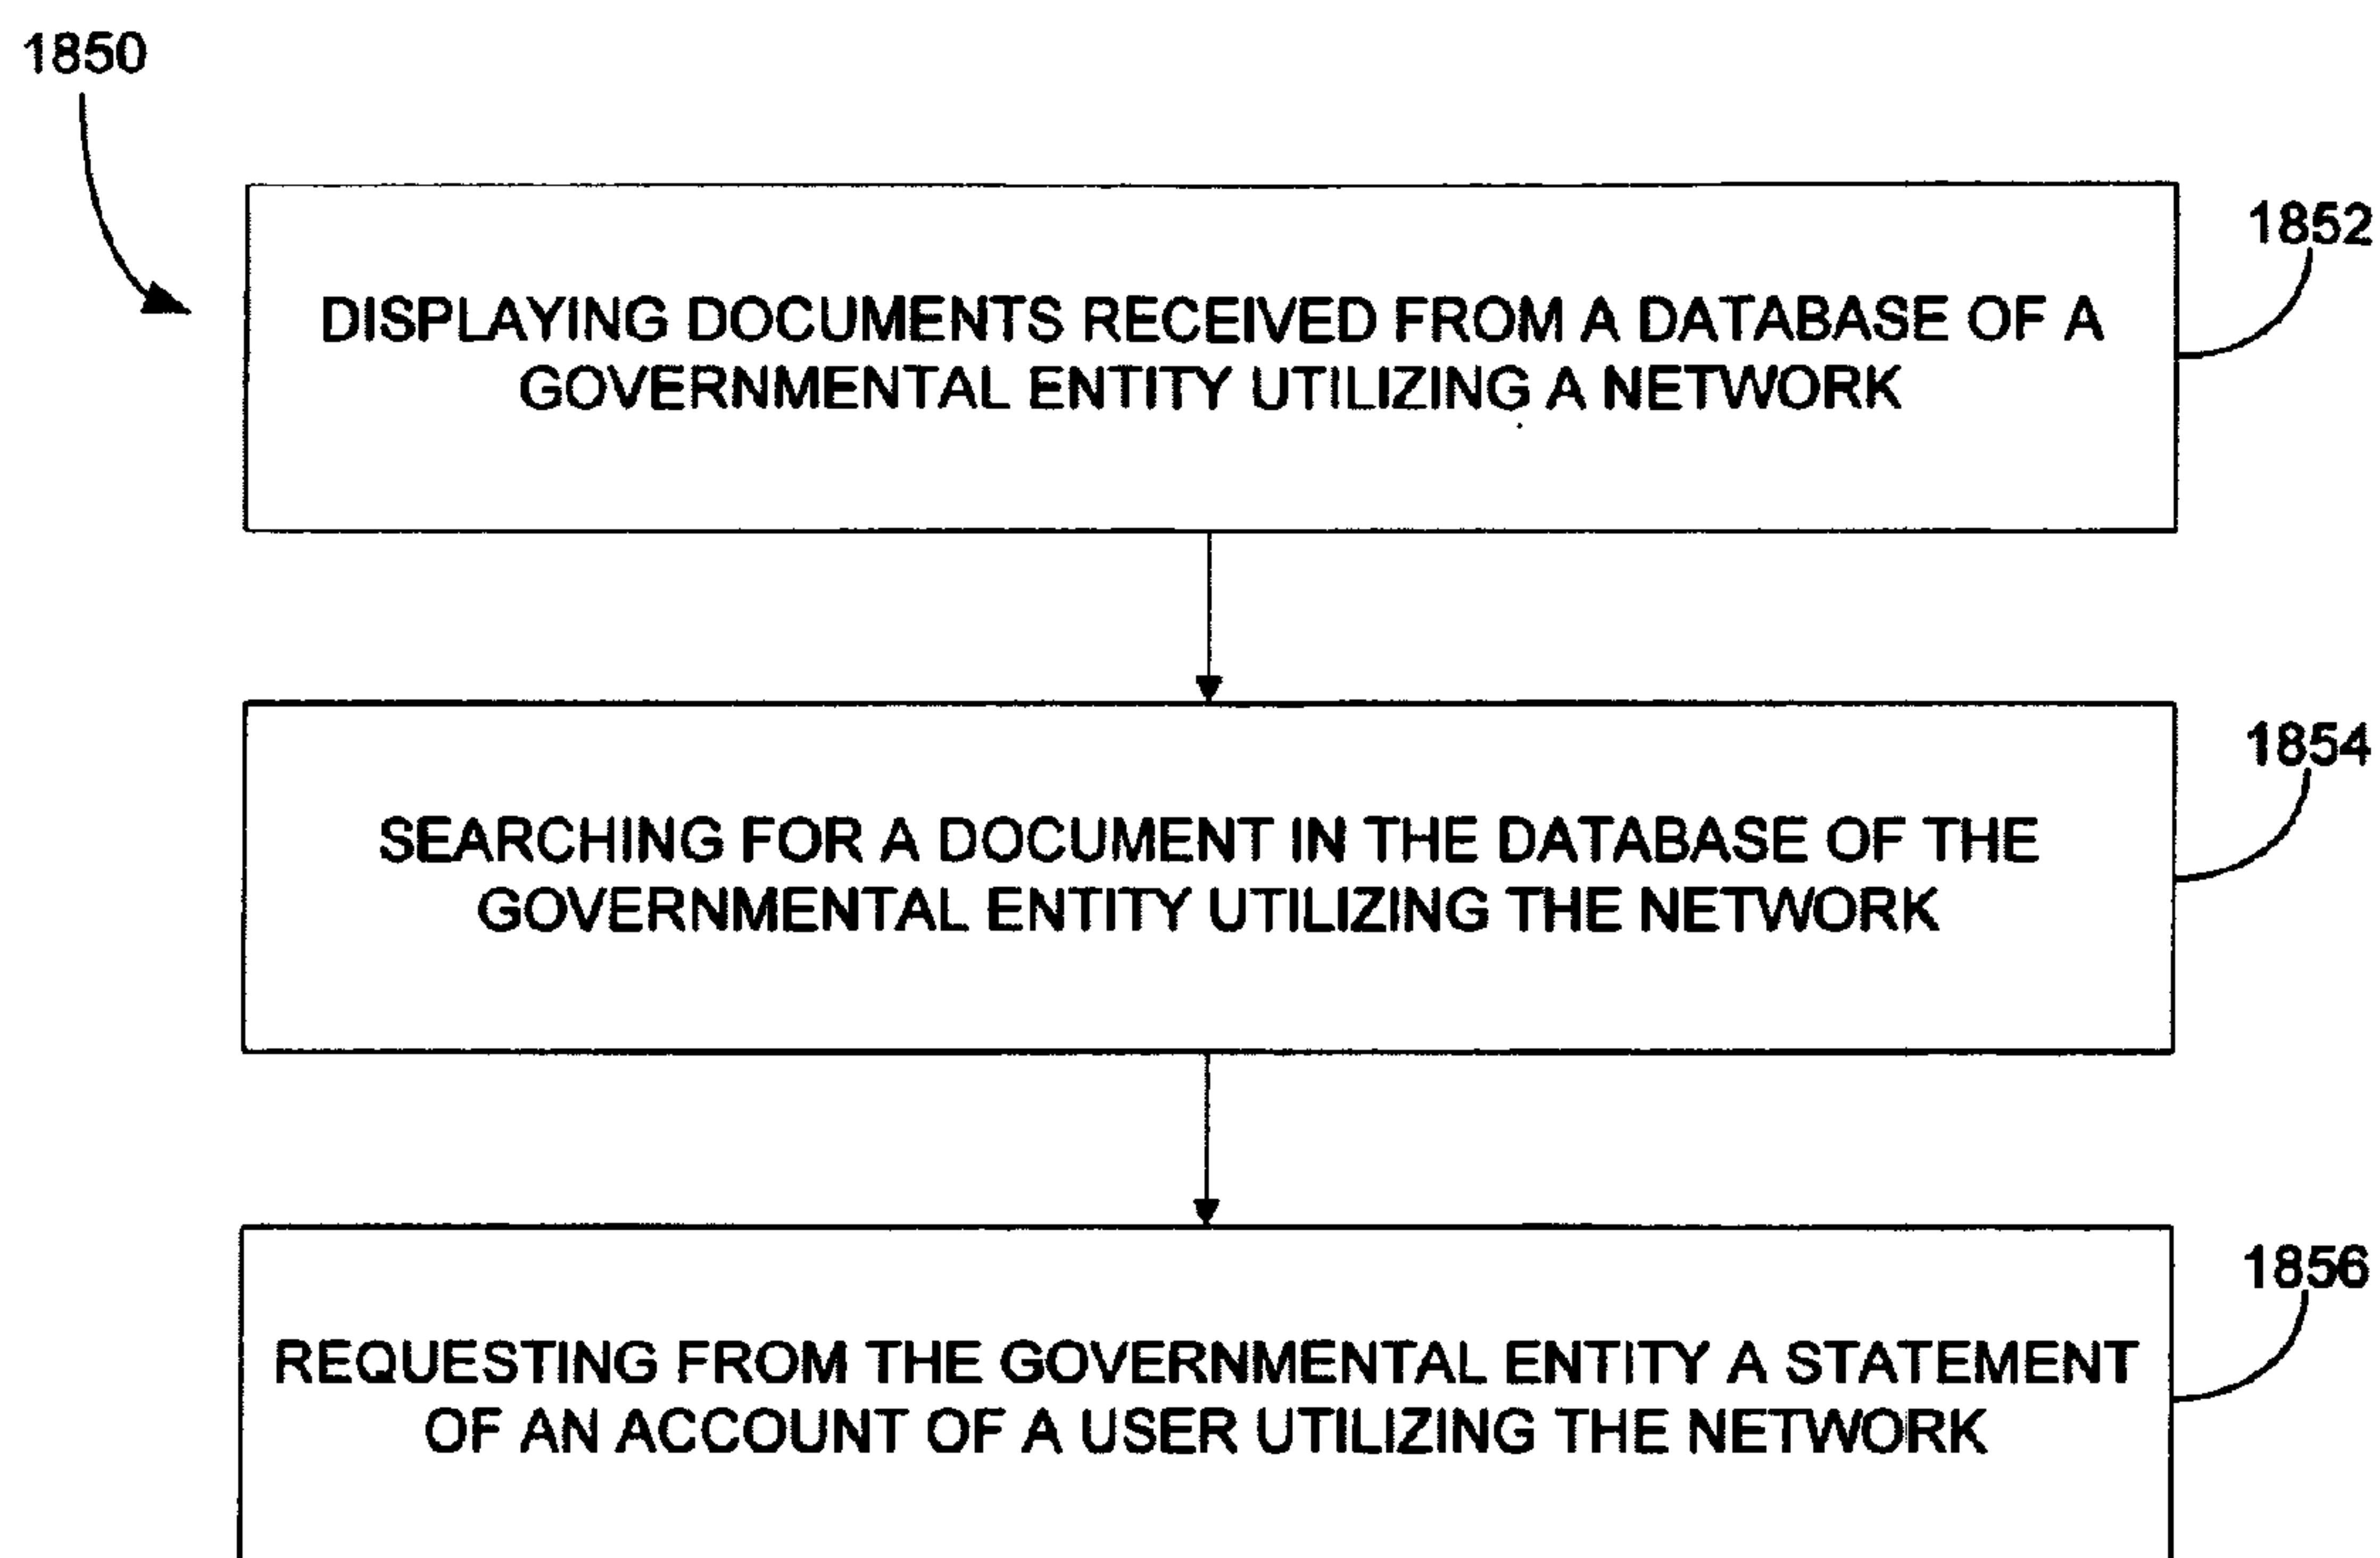 1850
1852
DISPLAYING DOCUMENTS RECEIVED FROM A DATABASE OF A
GOVERNMENTAL ENTITY UTILIZING A NETWORK
1854
SEARCHING FOR A DOCUMENT IN THE DATABASE OF THE
GOVERNMENTAL ENTITY UTILIZING THE NETWORK
1856
REQUESTING FROM THE GOVERNMENTAL ENTITY A STATEMENT
OF AN ACCOUNT OF A USER UTILIZING THE NETWORK